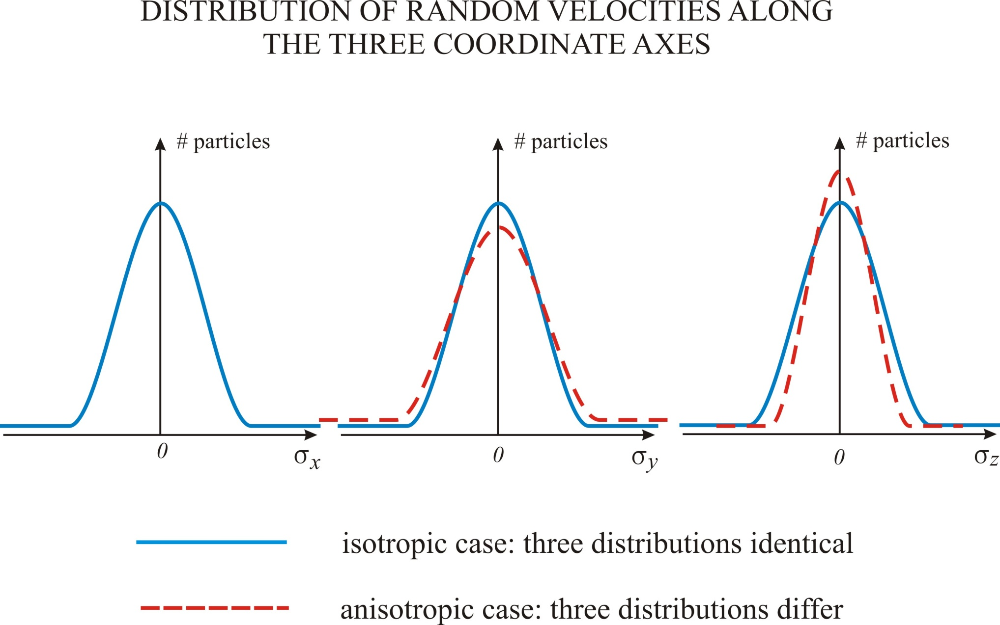 DISTRIBUTION OF RANDOM VELOCITIES ALONG
THE THREE COORDINATE AXES
# particles
# particles
# particles
0
σx
0
σy
0
σz
isotropic case: three distributions identical
anisotropic case: three distributions differ